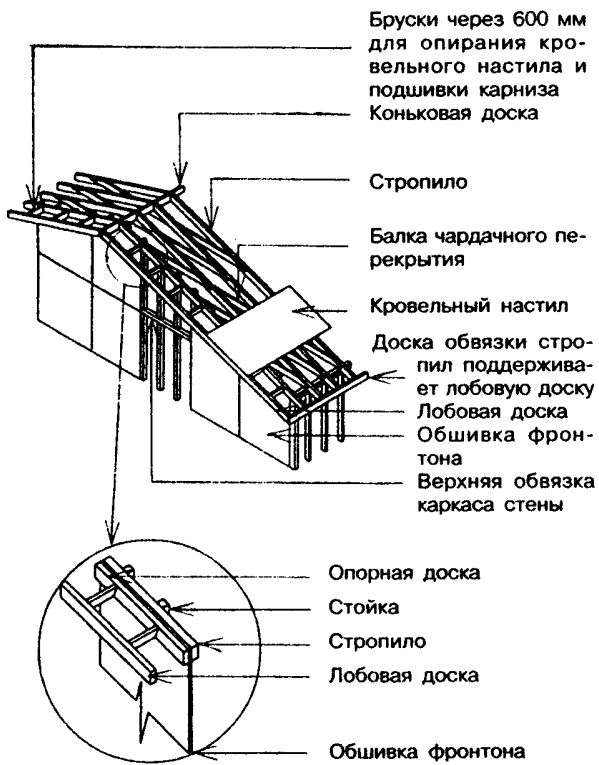 Бруски через 600 мм
для опирания кро-
вельного настила и
подшивки карниза
Коньковая доска
Стропило
Балка чардачного пе-
рекрытия
Кровельный настил
Доска обвязки стро-
пил поддержива-
ет лобовую доску
Лобовая доска
Обшивка фрон-
тона
Верхняя обвязка
каркаса стены
Опорная доска
Стойка
Стропило
Лобовая доска
Обшивка фронтона